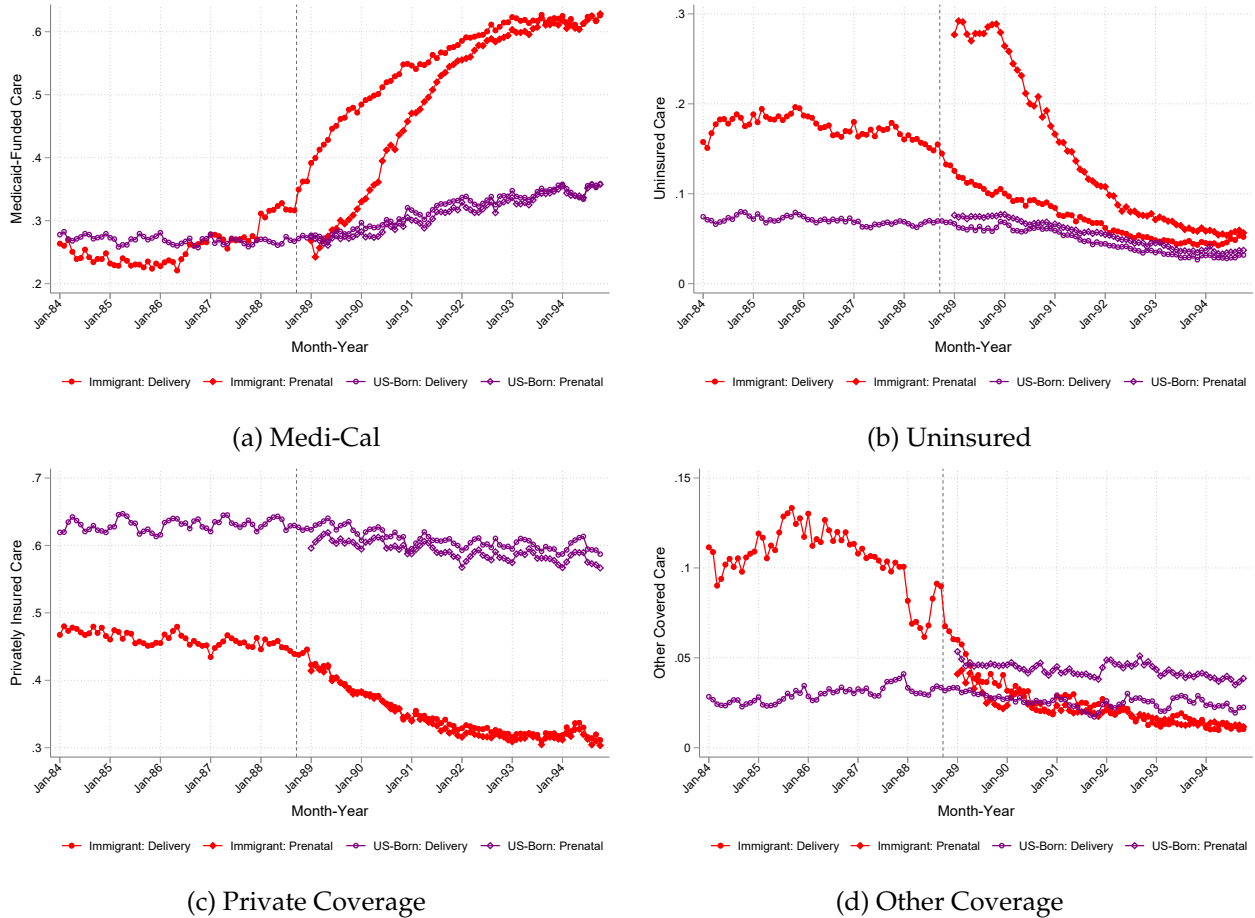 Medicaid-Funded Care
.6
.5
.4
.3
.2
Jan-84 Jan-85 Jan-86 Jan-87 Jan-88 Jan-89 Jan-90 Jan-91 Jan-92 Jan-93 Jan-94
Month-Year
Immigrant: Delivery Immigrant: Prenatal US-Born: Delivery US-Born: Prenatal
(a) Medi-Cal
Uninsured Care
.3
.2
.1
0
Jan-84 Jan-85 Jan-86 Jan-87 Jan-88 Jan-89 Jan-90 Jan-91 Jan-92 Jan-93 Jan-94
Month-Year
Immigrant: Delivery Immigrant: Prenatal US-Born: Delivery US-Born: Prenatal
(b) Uninsured
Privately Insured Care
.7
.6
.5
.4
.3
Jan-84 Jan-85 Jan-86 Jan-87 Jan-88 Jan-89 Jan-90 Jan-91 Jan-92 Jan-93 Jan-94
Month-Year
Immigrant: Delivery Immigrant: Prenatal US-Born: Delivery US-Born: Prenatal
(c) Private Coverage
Other Covered Care
.15
.1
.05
0
Jan-84 Jan-85 Jan-86 Jan-87 Jan-88 Jan-89 Jan-90 Jan-91 Jan-92 Jan-93 Jan-94
Month-Year
Immigrant: Delivery Immigrant: Prenatal US-Born: Delivery US-Born: Prenatal
(d) Other Coverage